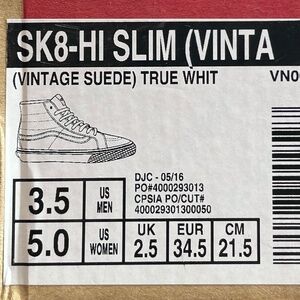 SK8-HI SLIM (VINTA
(VINTAGE SUEDE) TRUE WHIT VN0
DJC - 05/16
PO#4000293013
CPSIA PO/CUT#
400029301300050
3.5 US MEN
5.0 US WOMEN
UK 2.5
EUR 34.5
CM 21.5